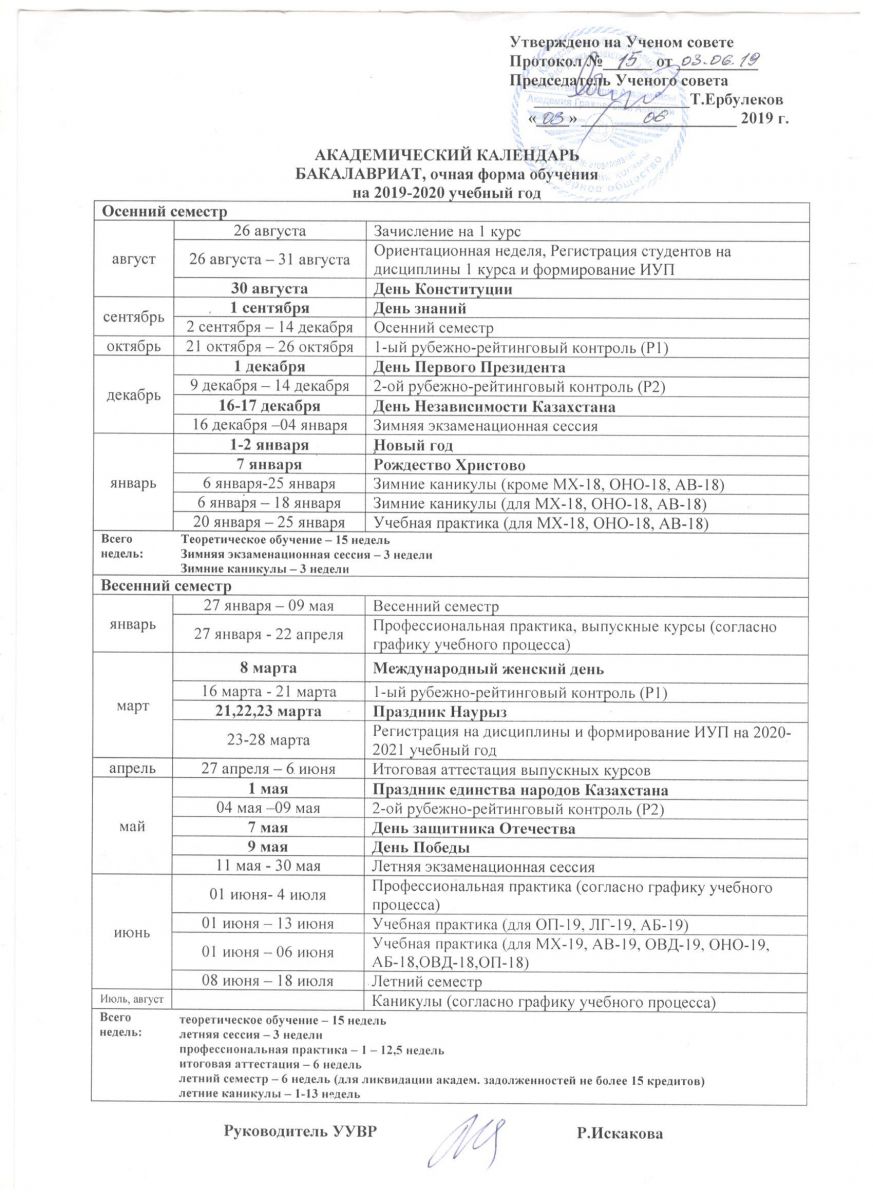 Утверждено на Ученом совете
Протокол № 15 от 03.06.19
Председатель Ученого совета
Т.Ербулеков
« 03 » 06 2019 г.
АКАДЕМИЧЕСКИЙ КАЛЕНДАРЬ
БАКАЛАВРИАТ, очная форма обучения
на 2019-2020 учебный год
Осенний семестр
август
26 августа Зачисление на 1 курс
26 августа – 31 августа Ориентационная неделя, Регистрация студентов на
дисциплины 1 курса и формирование ИУП
30 августа День Конституции
сентябрь
1 сентября День знаний
2 сентября – 14 декабря Осенний семестр
октябрь 21 октября – 26 октября 1-ый рубежно-рейтинговый контроль (Р1)
декабрь
1 декабря День Первого Президента
9 декабря – 14 декабря 2-ой рубежно-рейтинговый контроль (Р2)
16-17 декабря День Независимости Казахстана
16 декабря –04 января Зимняя экзаменационная сессия
январь
1-2 января Новый год
7 января Рождество Христово
6 января-25 января Зимние каникулы (кроме МХ-18, ОНО-18, АВ-18)
6 января – 18 января Зимние каникулы (для МХ-18, ОНО-18, АВ-18)
20 января – 25 января Учебная практика (для МХ-18, ОНО-18, АВ-18)
Всего Теоретическое обучение – 15 недель
недель: Зимняя экзаменационная сессия – 3 недели
Зимние каникулы – 3 недели
Весенний семестр
январь
27 января – 09 мая Весенний семестр
27 января - 22 апреля Профессиональная практика, выпускные курсы (согласно
графику учебного процесса)
март
8 марта Международный женский день
16 марта - 21 марта 1-ый рубежно-рейтинговый контроль (Р1)
21,22,23 марта Праздник Наурыз
23-28 марта Регистрация на дисциплины и формирование ИУП на 2020-
2021 учебный год
апрель 27 апреля – 6 июня Итоговая аттестация выпускных курсов
май
1 мая Праздник единства народов Казахстана
04 мая –09 мая 2-ой рубежно-рейтинговый контроль (Р2)
7 мая День защитника Отечества
9 мая День Победы
11 мая - 30 мая Летняя экзаменационная сессия
июнь
01 июня- 4 июля Профессиональная практика (согласно графику учебного
процесса)
01 июня – 13 июня Учебная практика (для ОП-19, ЛГ-19, АБ-19)
01 июня – 06 июня Учебная практика (для МХ-19, АВ-19, ОВД-19, ОНО-19,
АБ-18,ОВД-18,ОП-18)
08 июня – 18 июля Летний семестр
Июль, август Каникулы (согласно графику учебного процесса)
Всего теоретическое обучение – 15 недель
недель: летняя сессия – 3 недели
профессиональная практика – 1 – 12,5 недель
итоговая аттестация – 6 недель
летний семестр – 6 недель (для ликвидации академ. задолженностей не более 15 кредитов)
летние каникулы – 1-13 недель
Руководитель УУВР Р.Искакова